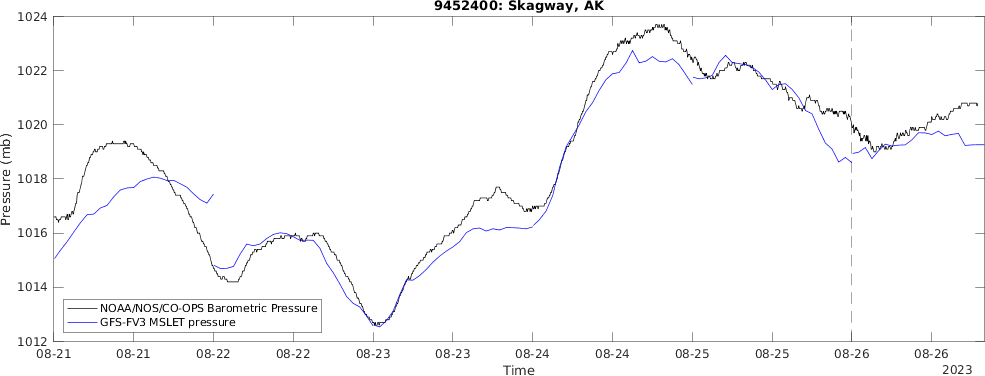 9452400: Skagway, AK
1024
1022
1020
1018
1016
1014
1012
Pressure (mb)
NOAA/NOS/CO-OPS Barometric Pressure
GFS-FV3 MSLET pressure
08-21 08-21 08-22 08-22 08-23 08-23 08-24 08-24 08-25 08-25 08-26 08-26
Time
2023